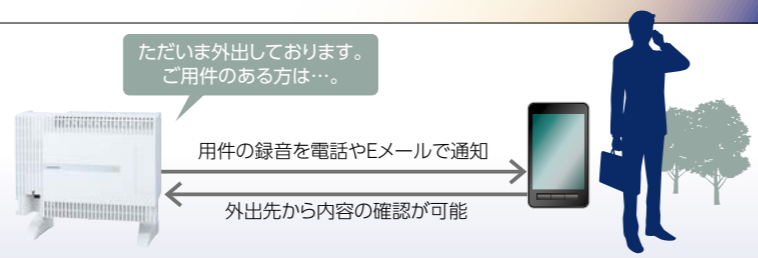 ただいま外出しております。
ご用件のある方は…。
用件の録音を電話やEメールで通知
外出先から内容の確認が可能